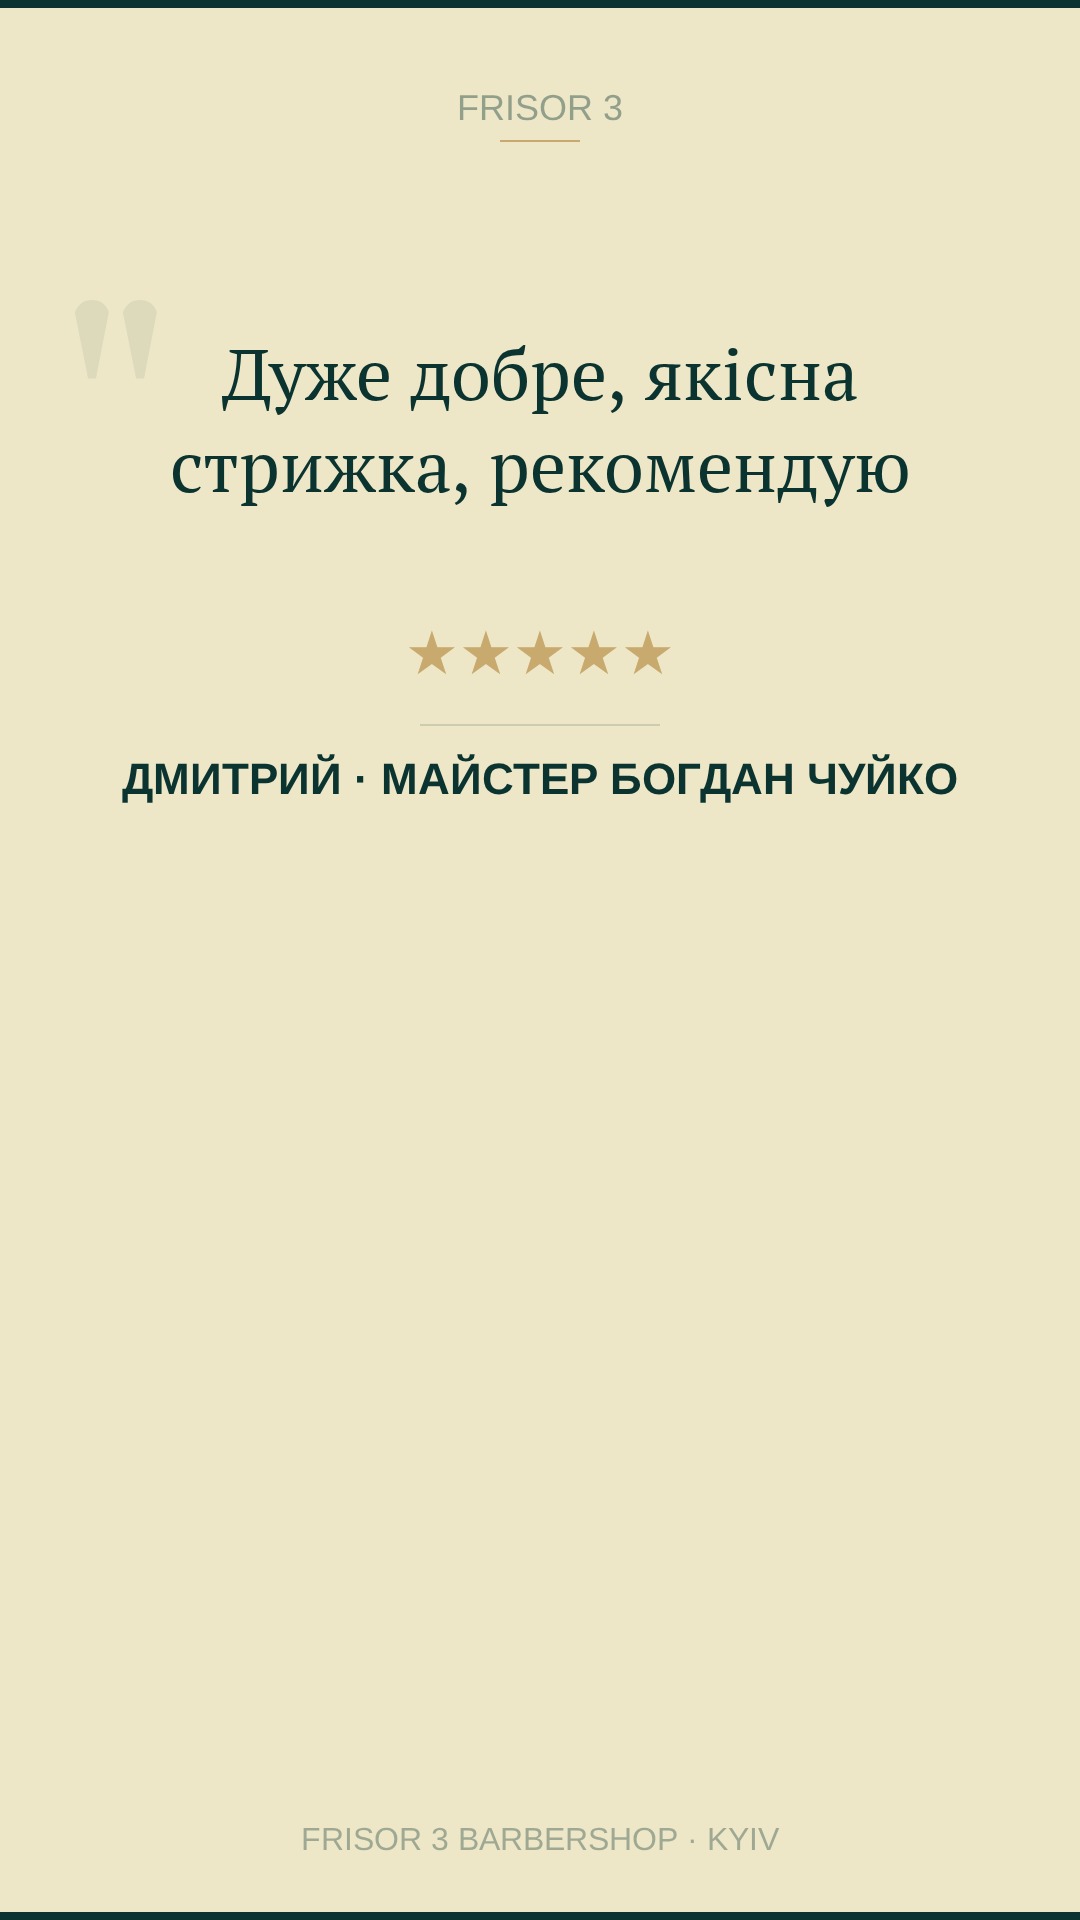 FRISOR 3
"
Дуже добре, якісна
стрижка, рекомендую
★★★★★
ДМИТРИЙ · МАЙСТЕР БОГДАН ЧУЙКО
FRISOR 3 BARBERSHOP · KYIV